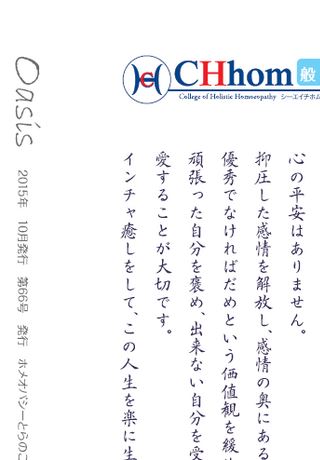 CHhom
般
College of Holistic Homœopathy シーエイチホム
心の平安はありません。
抑圧した感情を解放し、感情の奥にある
優秀でなければだめという価値観を緩め
頑張った自分を褒め、出来ない自分を受
愛することが大切です。
インチャ癒しをして、この人生を楽に生
Oasis
2015年 10月発行 第66号 発行 ホメオパシーとらのこ